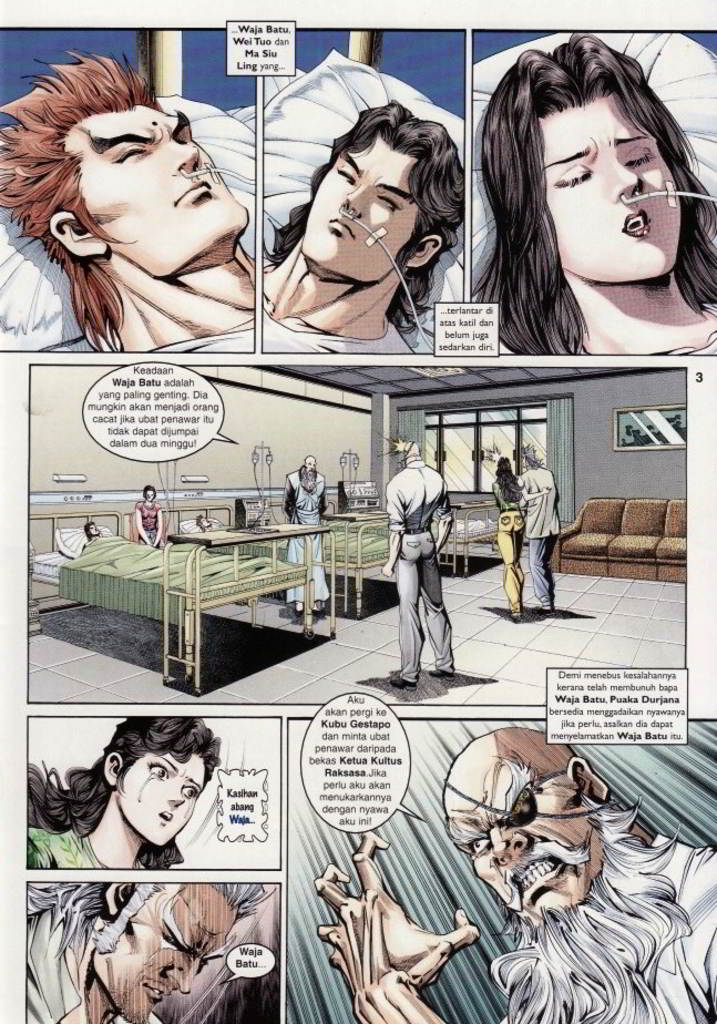 ...Waja Batu,
Wei Tuo dan
Ma Siu
Ling yang...
...terlantar di
atas katil dan
belum juga
sedarkan diri.
3
Keadaan
Waja Batu adalah
yang paling genting. Dia
mungkin akan menjadi orang
cacat jika ubat penawar itu
tidak dapat dijumpai
dalam dua minggu!
Demi menebus kesalahannya
kerana telah membunuh bapa
Waja Batu, Puaka Durjana
bersedia menggadaikan nyawanya
jika perlu, asalkan dapat
menyelamatkan Waja Batu itu.
Kasihan
abang
Waja..
Aku
akan pergi ke
Kubu Gestapo
dan minta ubat
penawar daripada
bekas Ketua Kultus
Raksasa.Jika
perlu aku akan
menukarkannya
dengan nyawa
aku ini!
Waja
Batu...